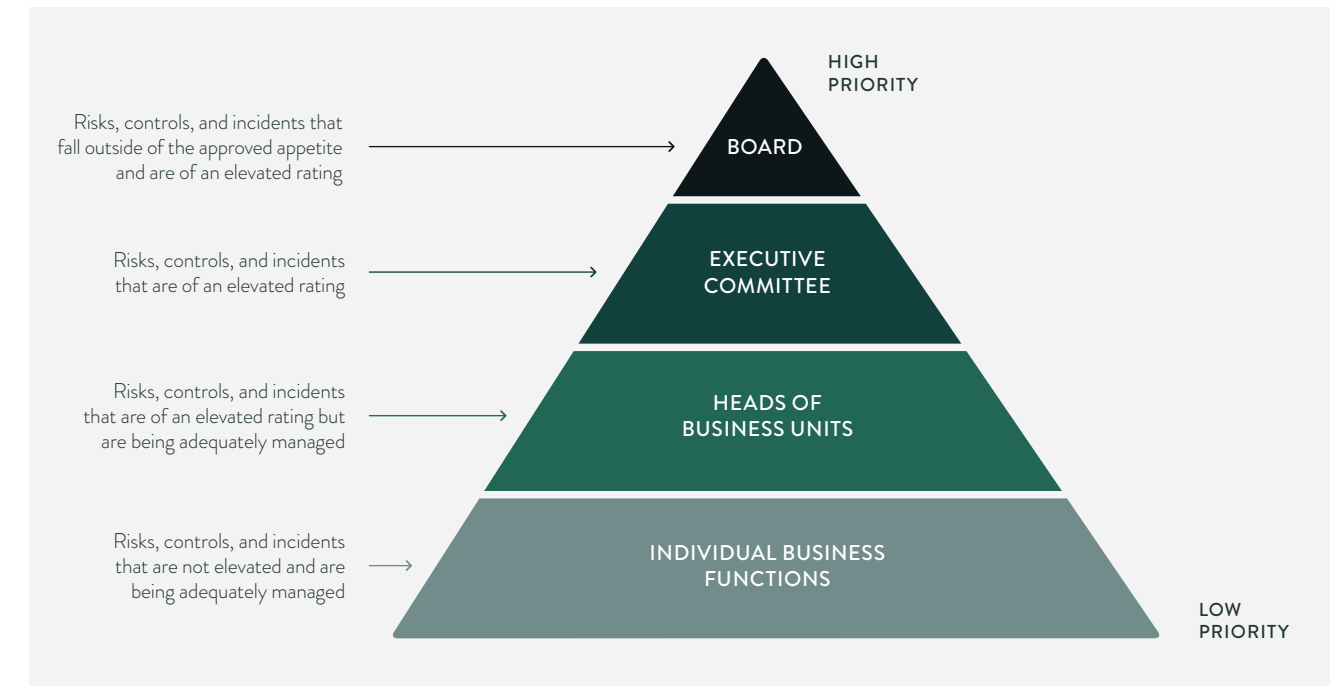 HIGH
PRIORITY
Risks, controls, and incidents that
fall outside of the approved appetite
and are of an elevated rating
BOARD
Risks, controls, and incidents
that are of an elevated rating
EXECUTIVE
COMMITTEE
Risks, controls, and incidents
that are of an elevated rating but
are being adequately managed
HEADS OF
BUSINESS UNITS
Risks, controls, and incidents
that are not elevated and are
being adequately managed
INDIVIDUAL BUSINESS
FUNCTIONS
LOW
PRIORITY